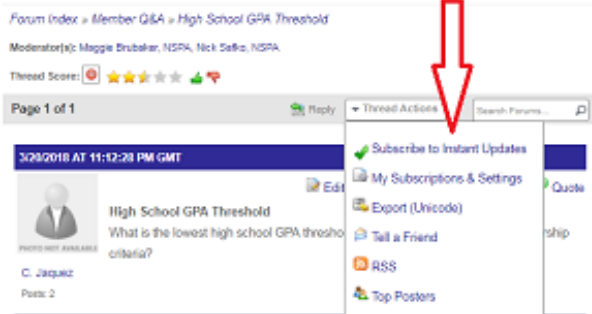 Forum Index » Member Q&A » High School GPA Threshold
Moderator(s): Maggie Brubaker, NSPA, Nick Safko, NSPA
Thread Score:
Page 1 of 1 Reply Thread Actions Search Forums...
3/20/2018 AT 11:12:28 PM GMT
Subscribe to Instant Updates
My Subscriptions & Settings
Edit Quote
High School GPA Threshold
Export (Unicode)
What is the lowest high school GPA thresho rship
Tell a Friend
criteria?
PHOTO NOT AVAILABLE
RSS
C. Jaquez
Posts: 2
Top Posters